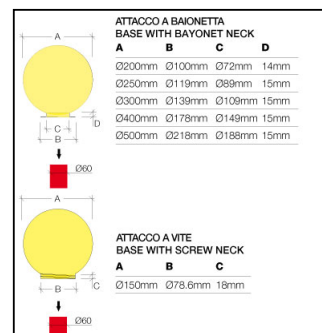 ATTACCO A BAIONETTA
BASE WITH BAYONET NECK
A B C D
Ø200mm Ø100mm Ø72mm 14mm
Ø250mm Ø119mm Ø89mm 15mm
Ø300mm Ø139mm Ø109mm 15mm
Ø400mm Ø178mm Ø149mm 15mm
Ø500mm Ø218mm Ø188mm 15mm
A
D
C
B
Ø60
ATTACCO A VITE
BASE WITH SCREW NECK
A B C
Ø150mm Ø78.6mm 18mm
A
B
C
Ø60